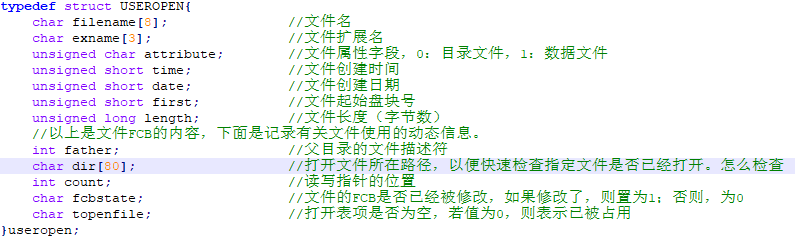 typedef struct USEROPEN{
char filename[8]; //文件名
char exname[3]; //文件扩展名
unsigned char attribute; //文件属性字段，0：目录文件，1：数据文件
unsigned short time; //文件创建时间
unsigned short date; //文件创建日期
unsigned short first; //文件起始盘块号
unsigned long length; //文件长度（字节数）
//以上是文件FCB的内容，下面是记录有关文件使用的动态信息。
int father; //父目录的文件描述符
char dir[80]; //打开文件所在路径，以便快速检查指定文件是否已经打开。怎么检查
int count; //读写指针的位置
char fcbstate; //文件的FCB是否已经被修改，如果修改了，则置为1；否则，为0
char topenfile; //打开表项是否为空，若值为0，则表示已被占用
}useropen;